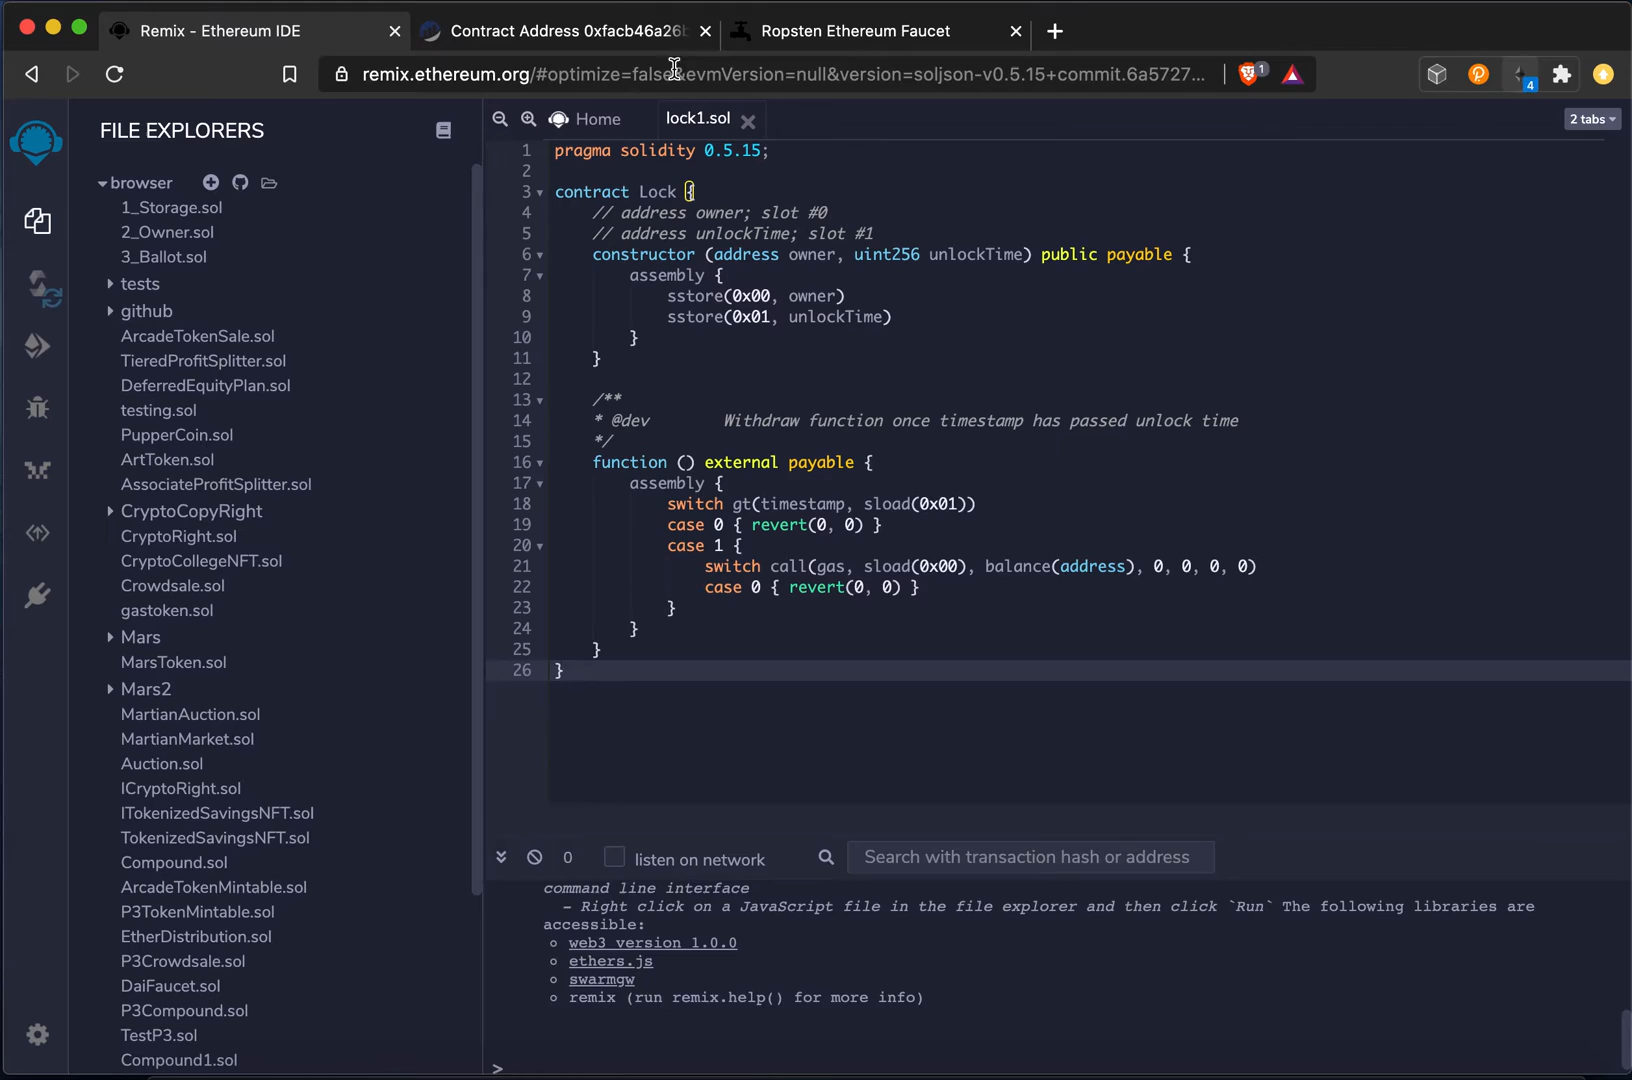 Remix - Ethereum IDE
Contract Address 0xfacb46a26b
Ropsten Ethereum Faucet
remix.ethereum.org/#optimize=false&evmVersion=null&version=soljson-v0.5.15+commit.6a5727...
1
4
FILE EXPLORERS
browser
1_Storage.sol
2_Owner.sol
3_Ballot.sol
tests
github
ArcadeTokenSale.sol
TieredProfitSplitter.sol
DeferredEquityPlan.sol
testing.sol
PupperCoin.sol
ArtToken.sol
AssociateProfitSplitter.sol
CryptoCopyRight
CryptoRight.sol
CryptoCollegeNFT.sol
Crowdsale.sol
gastoken.sol
Mars
MarsToken.sol
Mars2
MartianAuction.sol
MartianMarket.sol
Auction.sol
ICryptoRight.sol
ITokenizedSavingsNFT.sol
TokenizedSavingsNFT.sol
Compound.sol
ArcadeTokenMintable.sol
P3TokenMintable.sol
EtherDistribution.sol
P3Crowdsale.sol
DaiFaucet.sol
P3Compound.sol
TestP3.sol
Compound1.sol
Home
lock1.sol
2 tabs
1 pragma solidity 0.5.15;
2
3 contract Lock {
4 // address owner; slot #0
5 // address unlockTime; slot #1
6 constructor (address owner, uint256 unlockTime) public payable {
7 assembly {
8 sstore(0x00, owner)
9 sstore(0x01, unlockTime)
10 }
11 }
12
13 /**
14 * @dev Withdraw function once timestamp has passed unlock time
15 */
16 function () external payable {
17 assembly {
18 switch gt(timestamp, sload(0x01))
19 case 0 { revert(0, 0) }
20 case 1 {
21 switch call(gas, sload(0x00), balance(address), 0, 0, 0, 0)
22 case 0 { revert(0, 0) }
23 }
24 }
25 }
26 }
0 listen on network
Search with transaction hash or address
command line interface
- Right click on a JavaScript file in the file explorer and then click `Run` The following libraries are
accessible:
web3 version 1.0.0
ethers.js
swarmgw
remix (run remix.help() for more info)
>